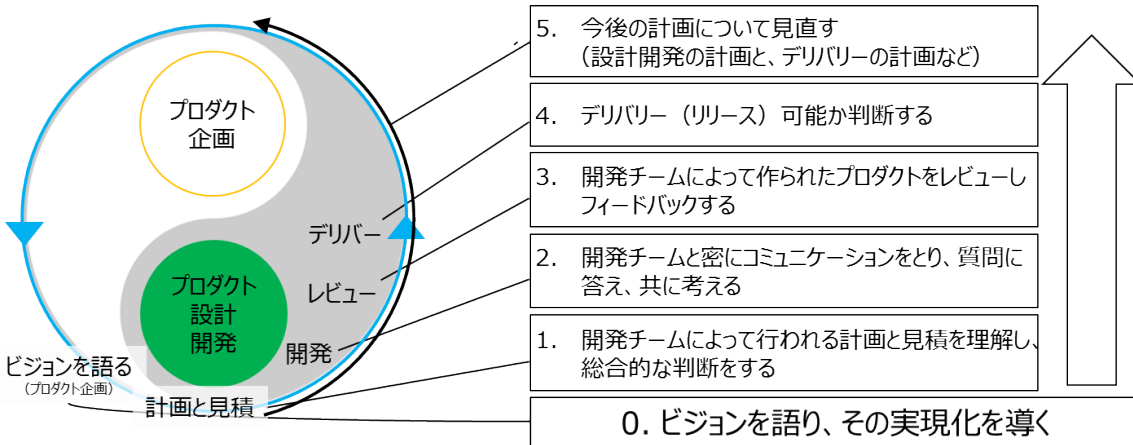 プロダクト
企画
プロダクト
設計
開発
デリバー
レビュー
開発
計画と見積
ビジョンを語る
(プロダクト企画)
5. 今後の計画について見直す
（設計開発の計画と、デリバリーの計画など）
4. デリバリー（リリース）可能か判断する
3. 開発チームによって作られたプロダクトをレビューし
フィードバックする
2. 開発チームと密にコミュニケーションをとり、質問に
答え、共に考える
1. 開発チームによって行われる計画と見積を理解し、
総合的な判断をする
0. ビジョンを語り、その実現化を導く